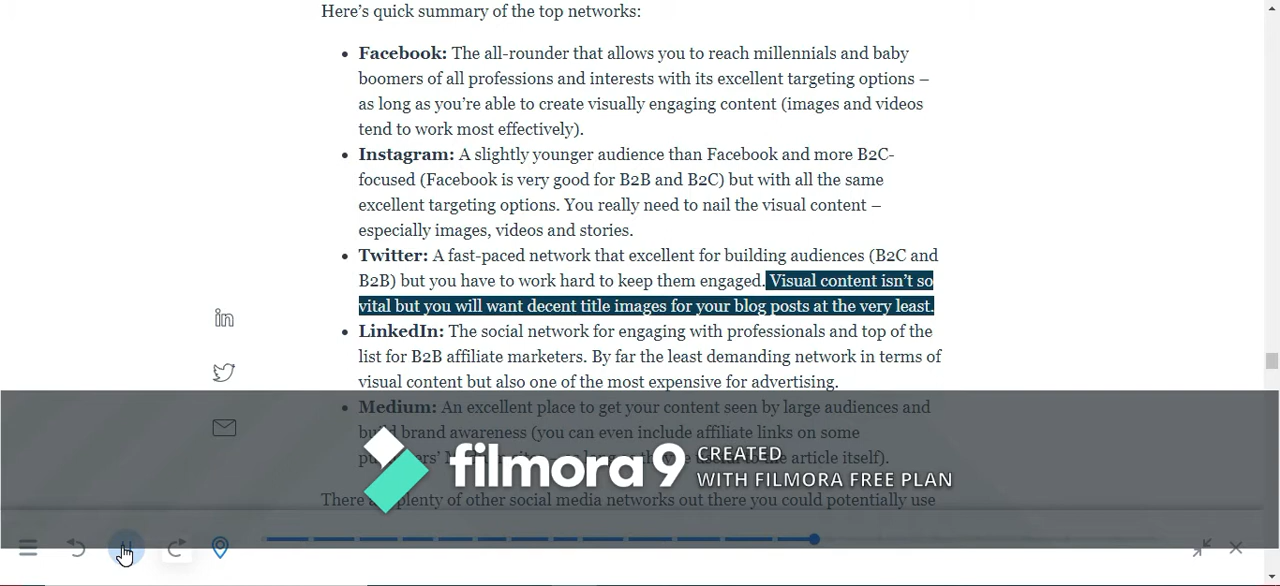 Here's quick summary of the top networks:
Facebook: The all-rounder that allows you to reach millennials and baby
boomers of all professions and interests with its excellent targeting options –
as long as you're able to create visually engaging content (images and videos
tend to work most effectively).
Instagram: A slightly younger audience than Facebook and more B2C-
focused (Facebook is very good for B2B and B2C) but with all the same
excellent targeting options. You really need to nail the visual content –
especially images, videos and stories.
Twitter: A fast-paced network that excellent for building audiences (B2C and
B2B) but you have to work hard to keep them engaged. Visual content isn't so
vital but you will want decent title images for your blog posts at the very least.
LinkedIn: The social network for engaging with professionals and top of the
list for B2B affiliate marketers. By far the least demanding network in terms of
visual content but also one of the most expensive for advertising.
Medium: An excellent place to get your content seen by large audiences and
build brand awareness (you can even include affiliate links on some
article itself).
There plenty of other social media networks out there you could potentially use
filmora9 CREATED
WITH FILMORA FREE PLAN